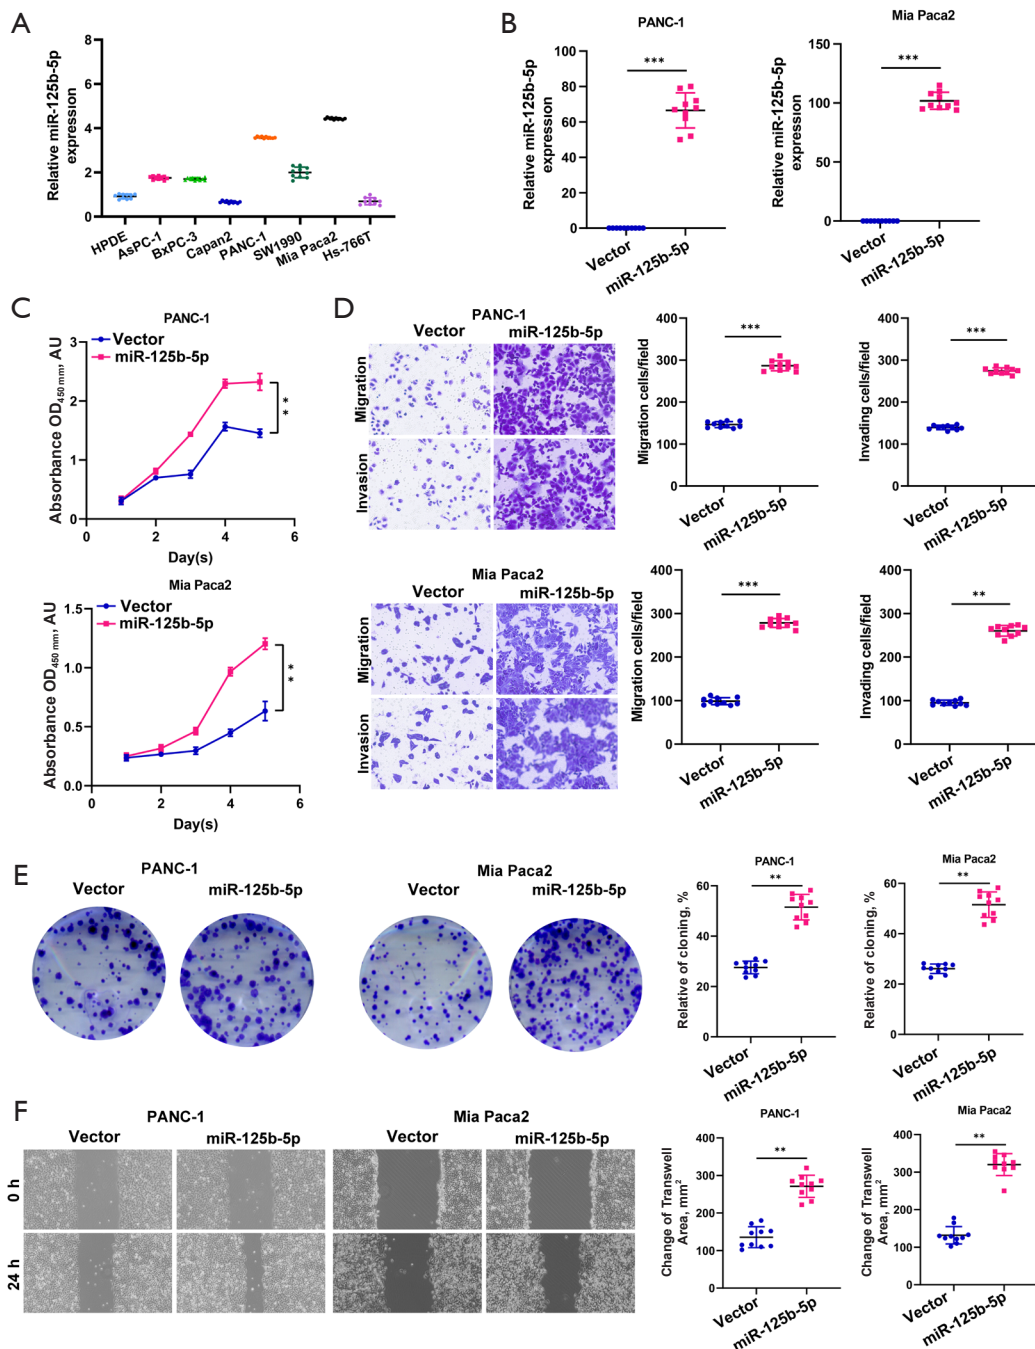 A
Relative miR-125b-5p
expression
8
6
4
2
0
HPDE
AsPC-1
BxPC-3
Capan2
PANC-1
SW1990
Mia Paca2
Hs-766T
B
PANC-1
Relative miR-125b-5p
expression
100
80
60
40
20
0
***
Vector
miR-125b-5p
Mia Paca2
Relative miR-125b-5p
expression
150
100
50
0
***
Vector
miR-125b-5p
C
PANC-1
Vector
miR-125b-5p
Absorbance OD450 mm, AU
3
2
1
0
**
0 2 4 6
Day(s)
Mia Paca2
Vector
miR-125b-5p
Absorbance OD450 mm, AU
1.5
1.0
0.5
0.0
**
0 2 4 6
Day(s)
D
PANC-1
Vector miR-125b-5p
Migration
Invasion
Migration cells/field
400
300
200
100
0
***
Vector
miR-125b-5p
Invading cells/field
400
300
200
100
0
***
Vector
miR-125b-5p
Mia Paca2
Vector miR-125b-5p
Migration
Invasion
Migration cells/field
400
300
200
100
0
***
Vector
miR-125b-5p
Invading cells/field
400
300
200
100
0
**
Vector
miR-125b-5p
E
PANC-1
Vector miR-125b-5p
Mia Paca2
Vector miR-125b-5p
PANC-1
Relative of cloning, %
60
40
20
0
**
Vector
miR-125b-5p
Mia Paca2
Relative of cloning, %
60
40
20
0
**
Vector
miR-125b-5p
F
PANC-1
Vector miR-125b-5p
Mia Paca2
Vector miR-125b-5p
0 h
24 h
PANC-1
Change of Transwell
Area, mm²
400
300
200
100
0
**
Vector
miR-125b-5p
Mia Paca2
Change of Transwell
Area, mm²
400
300
200
100
0
**
Vector
miR-125b-5p